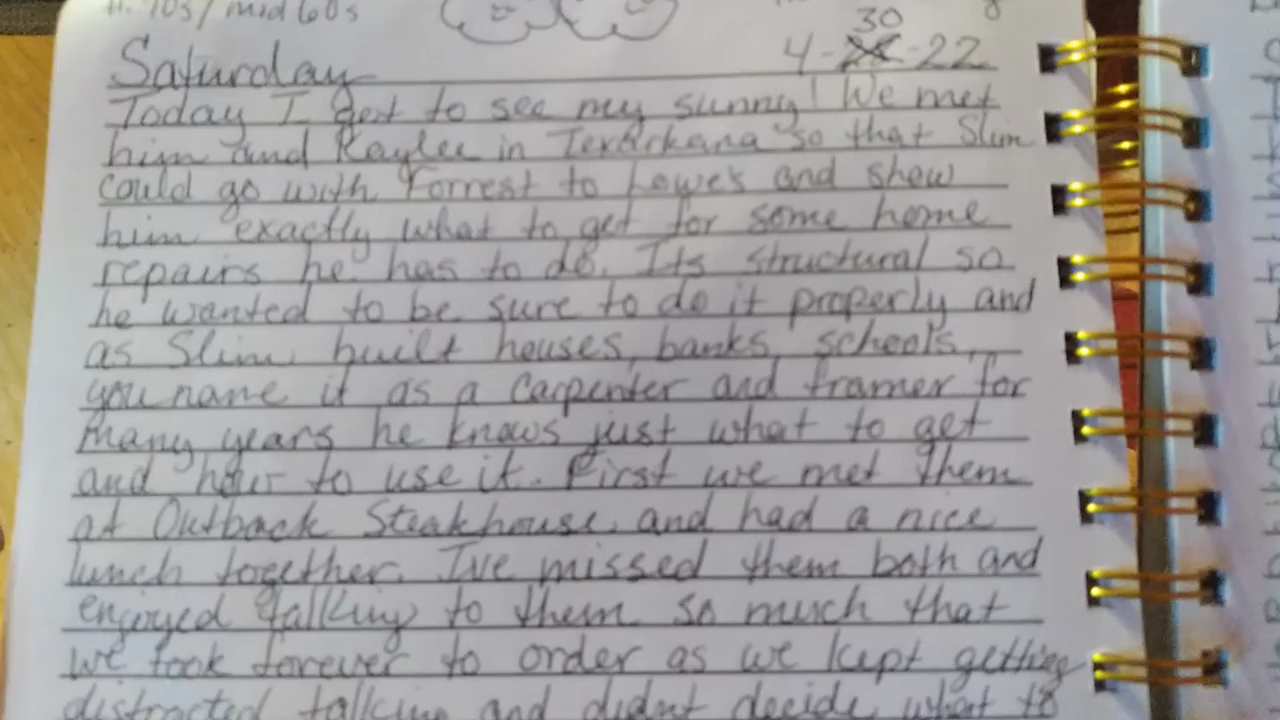 H. 70s/mid 60s
30
Saturday 4- -22
Today I get to see my sunny! We met
him and Kaylee in Texarkana so that Slim
could go with Forrest to Lowe's and show
him exactly what to get for some home
repairs he has to do. Its structural so
he wanted to be sure to do it properly and
as Slim built houses, banks, schools,
you name it as a carpenter and framer for
many years he knows just what to get
and how to use it. First we met them
at Outback Steakhouse and had a nice
lunch together. I've missed them both and
enjoyed talking to them so much that
we took forever to order as we kept getting
distracted talking and didnt decide what to